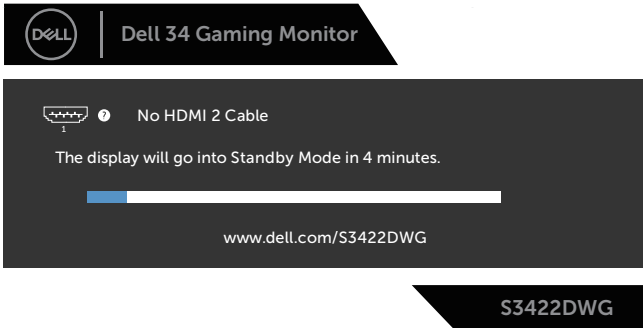 DELL
Dell 34 Gaming Monitor
1
?
No HDMI 2 Cable
The display will go into Standby Mode in 4 minutes.
www.dell.com/S3422DWG
S3422DWG